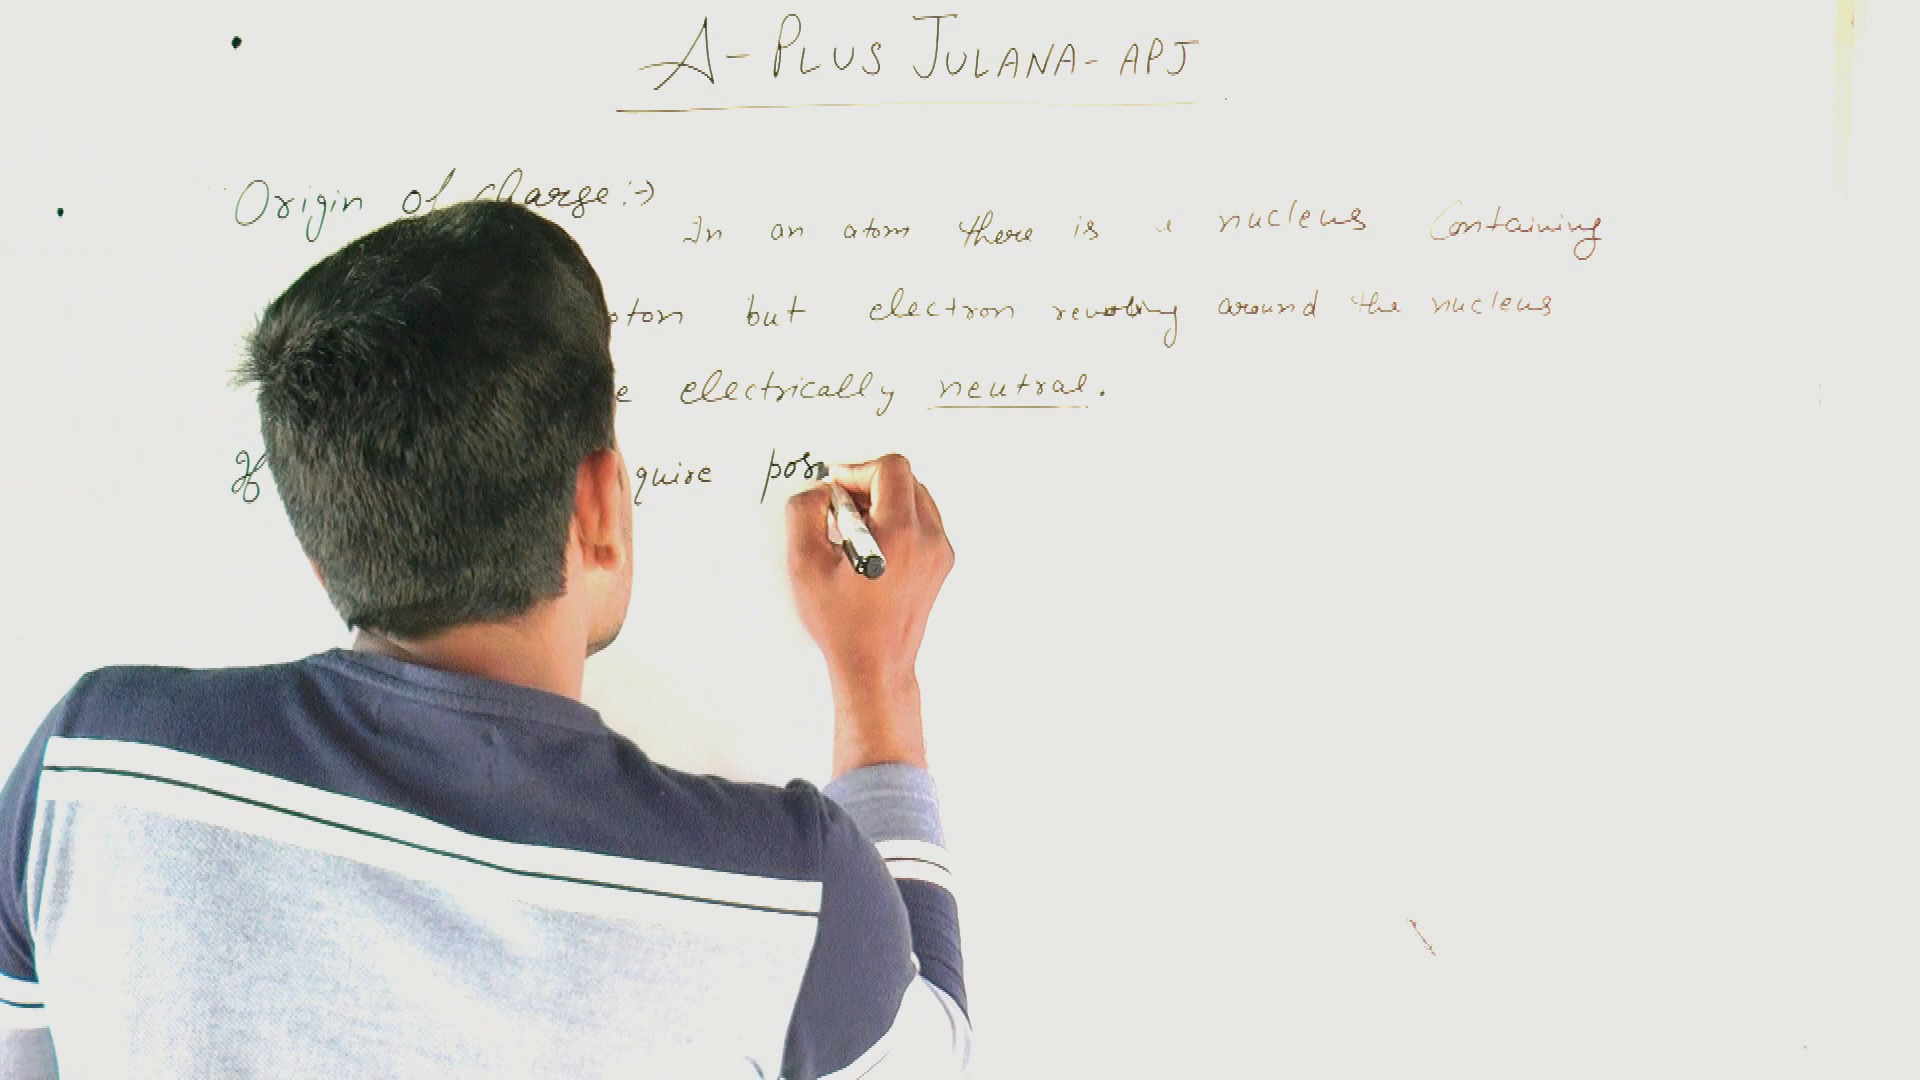 A-PLUS JULANA-APJ
Origin of charge :→
In an atom there is a nucleus Containing
oton but electron revolving around the nucleus
e electrically neutral.
If quire pos